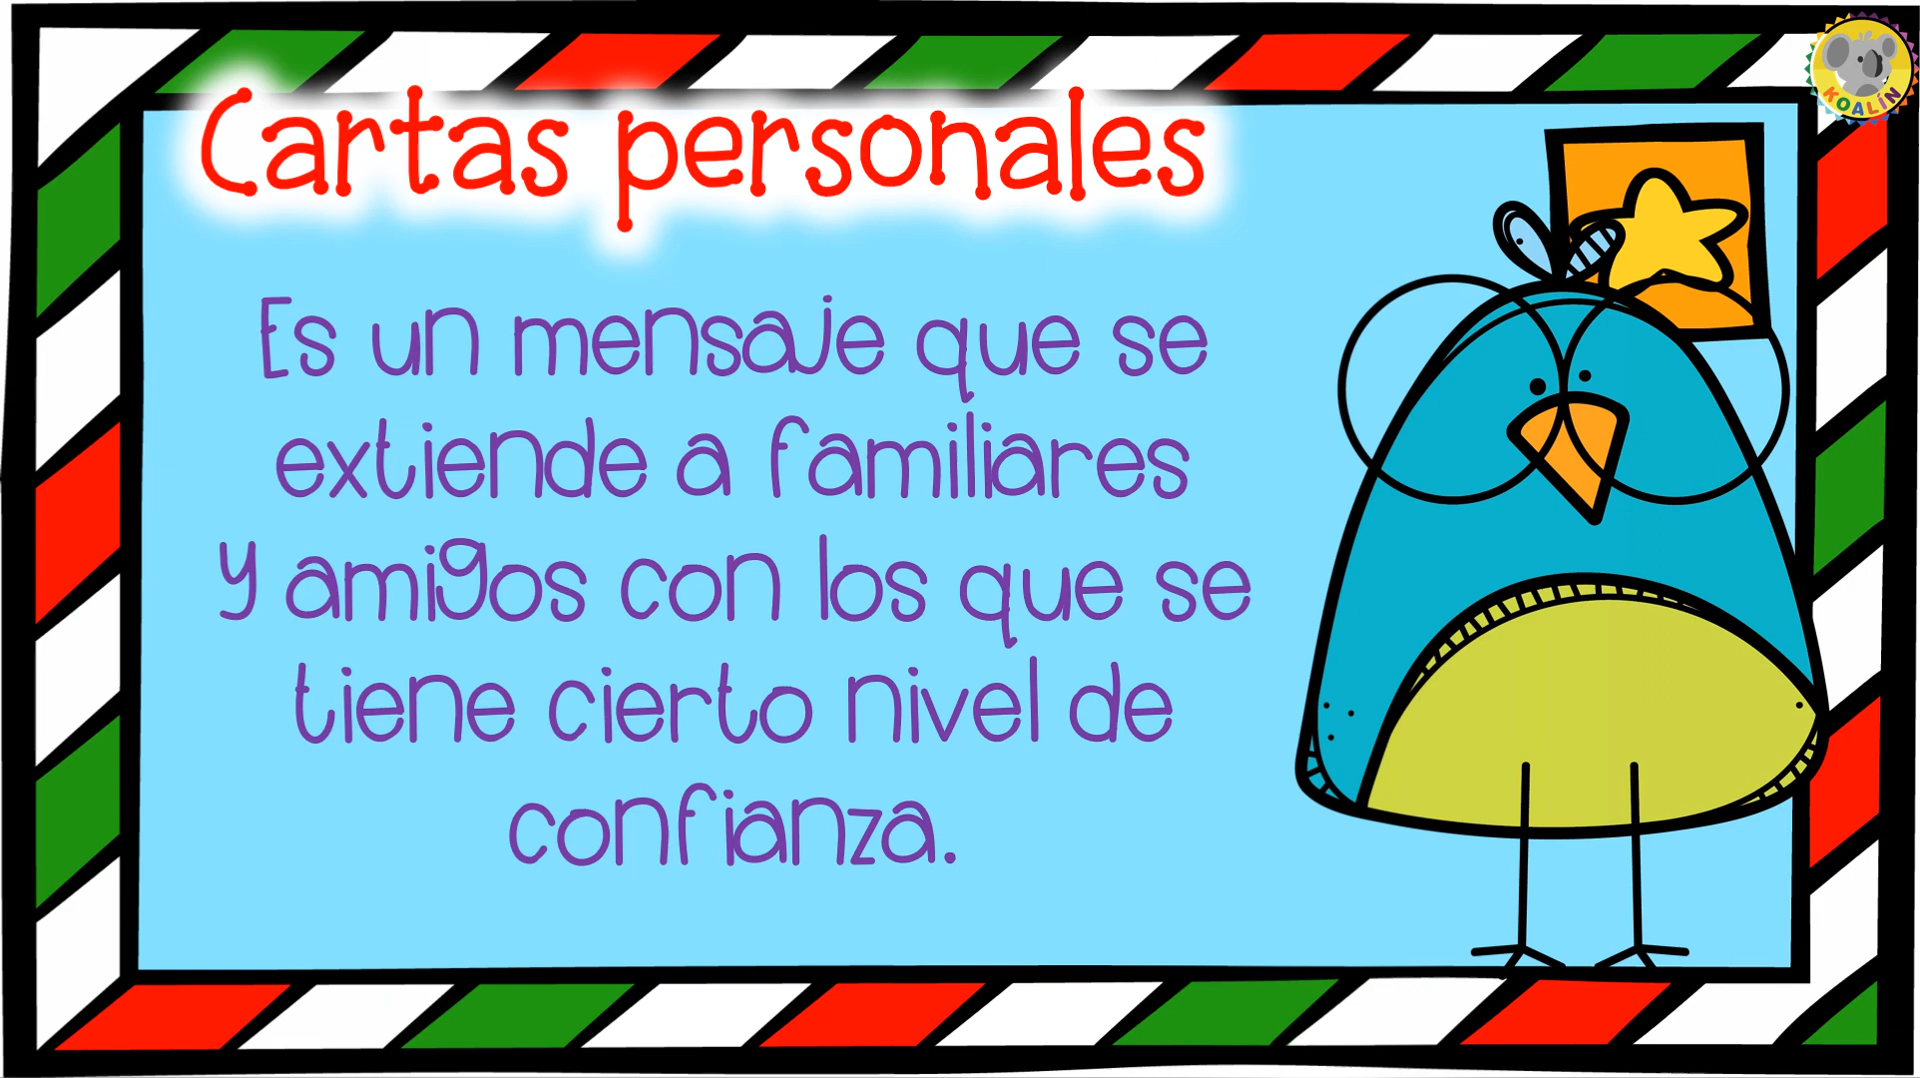 Cartas personales
Es un mensaje que se
extiende a familiares
y amigos con los que se
tiene cierto nivel de
confianza.
KOALÍN